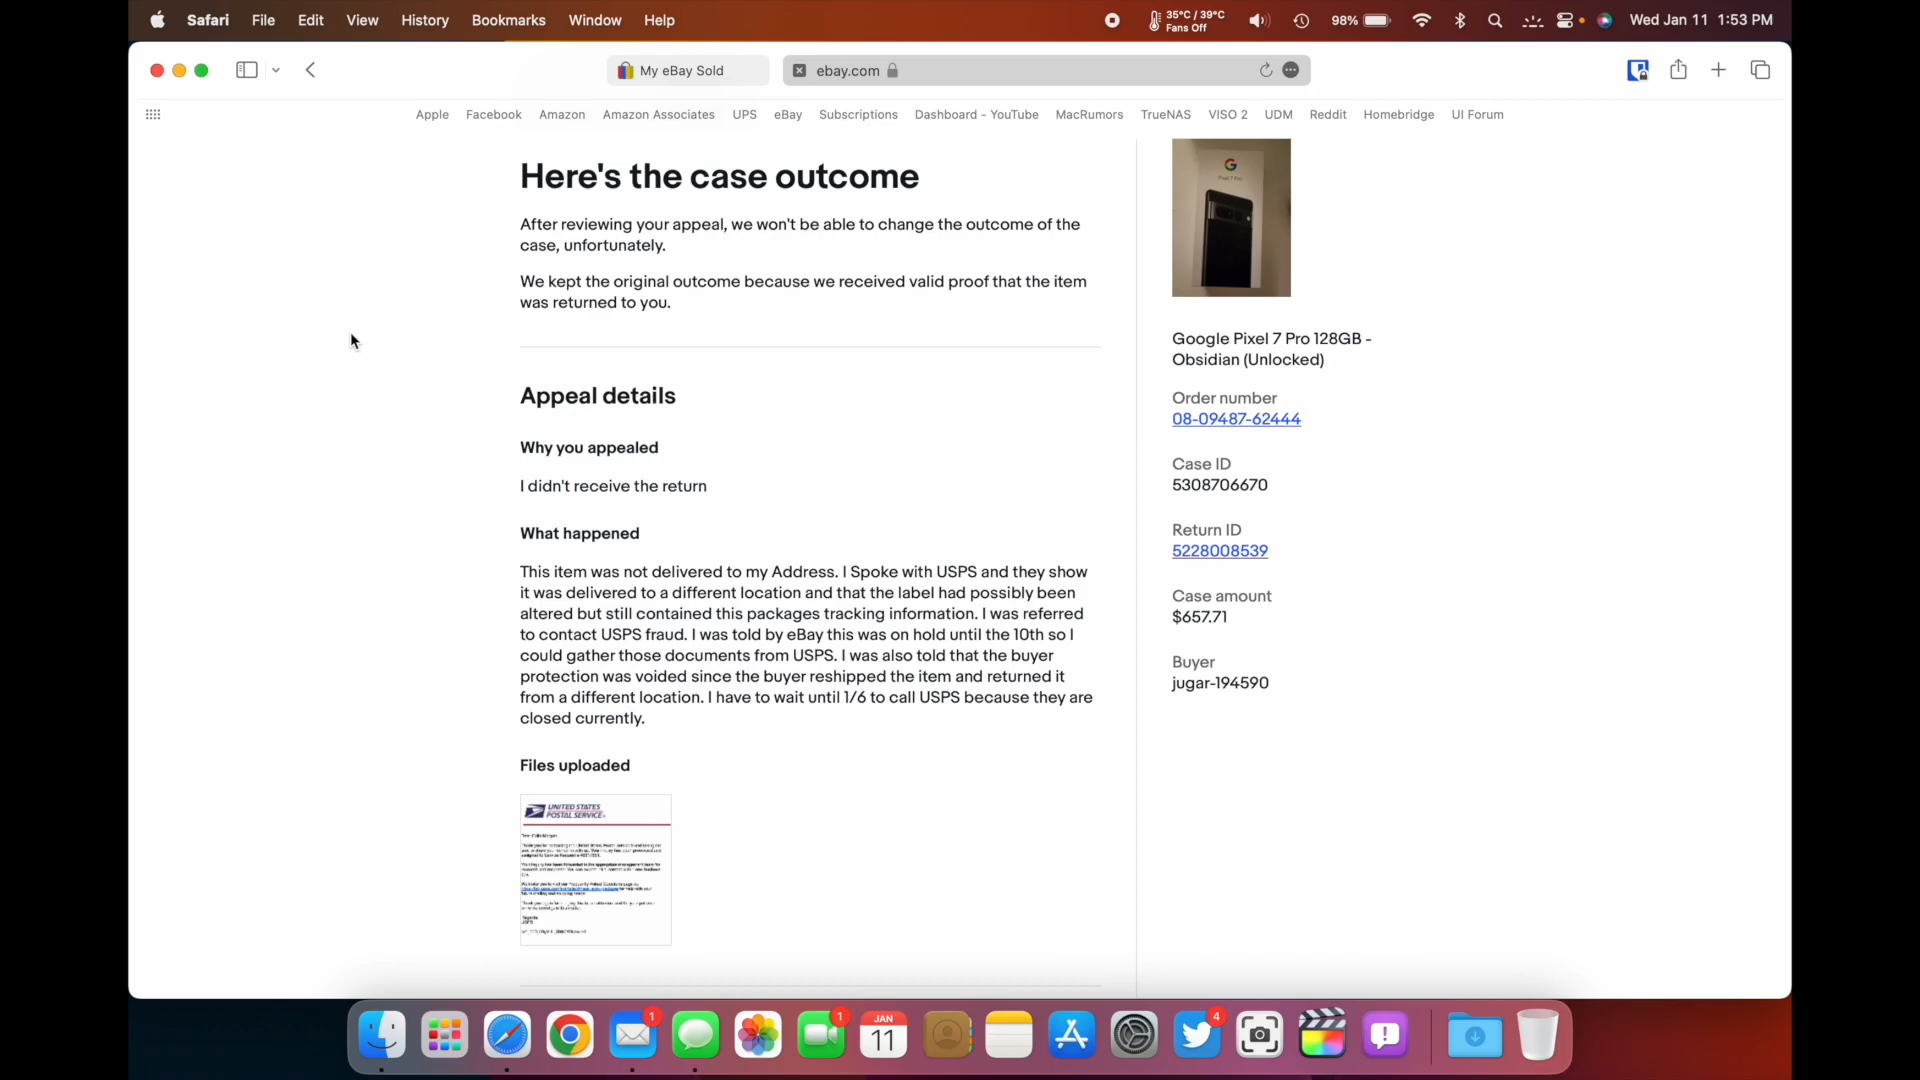 Safari File Edit View History Bookmarks Window Help
35°C / 39°C
Fans Off
98%
Wed Jan 11 1:53 PM
My eBay Sold
ebay.com
Apple Facebook Amazon Amazon Associates UPS eBay Subscriptions Dashboard - YouTube MacRumors TrueNAS VISO 2 UDM Reddit Homebridge UI Forum
Here's the case outcome
After reviewing your appeal, we won't be able to change the outcome of the
case, unfortunately.
We kept the original outcome because we received valid proof that the item
was returned to you.
Appeal details
Why you appealed
I didn't receive the return
What happened
This item was not delivered to my Address. I Spoke with USPS and they show
it was delivered to a different location and that the label had possibly been
altered but still contained this packages tracking information. I was referred
to contact USPS fraud. I was told by eBay this was on hold until the 10th so I
could gather those documents from USPS. I was also told that the buyer
protection was voided since the buyer reshipped the item and returned it
from a different location. I have to wait until 1/6 to call USPS because they are
closed currently.
Files uploaded
UNITED STATES
POSTAL SERVICE
G
Pixel 7 Pro
Google Pixel 7 Pro 128GB -
Obsidian (Unlocked)
Order number
08-09487-62444
Case ID
5308706670
Return ID
5228008539
Case amount
$657.71
Buyer
jugar-194590
1
1
JAN
11
4